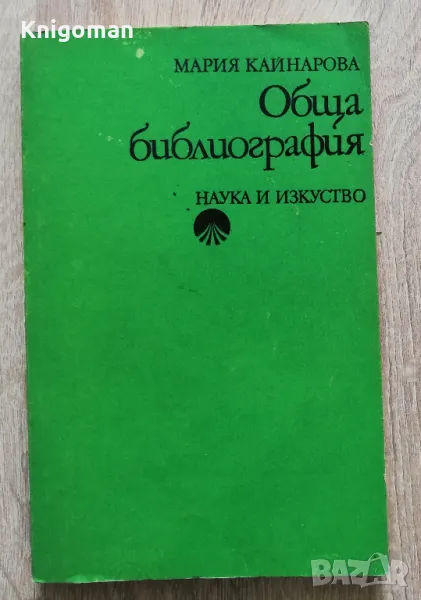 Knigoman
МАРИЯ КАЙНАРОВА
Обща
библиография
НАУКА И ИЗКУСТВО
BAZAR